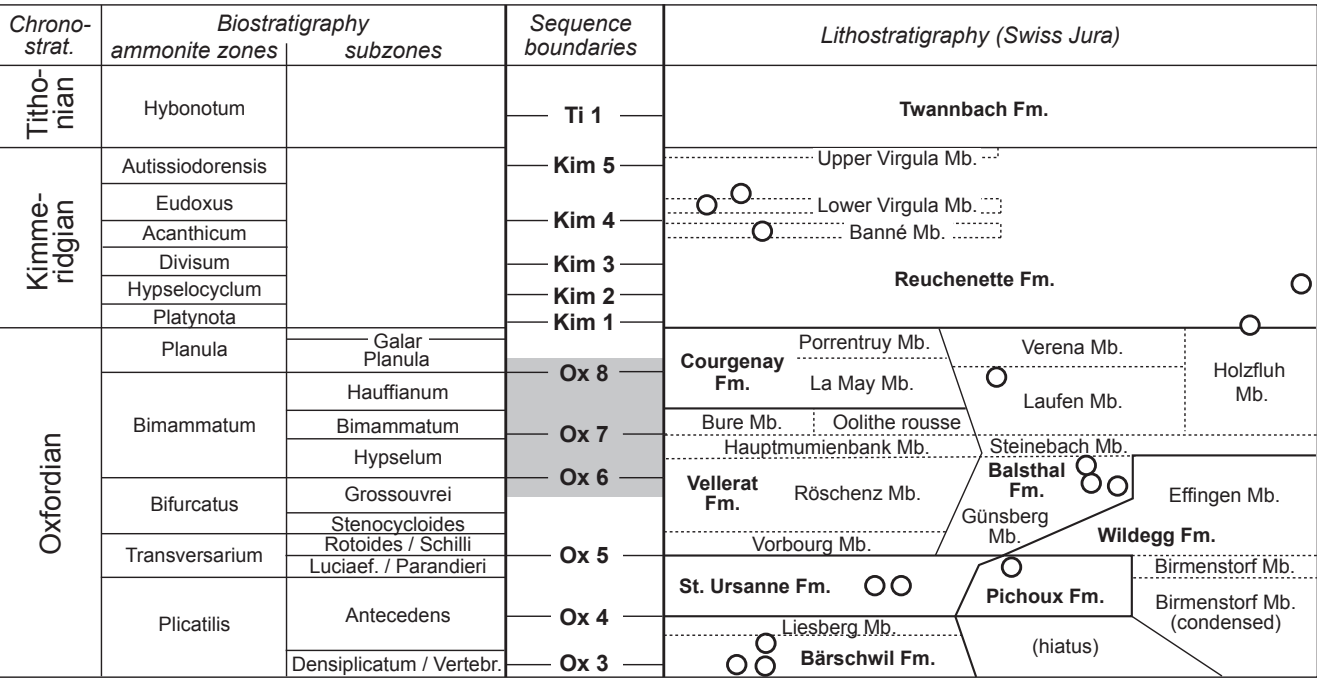 Chrono-
strat.
Biostratigraphy
ammonite zones
subzones
Sequence
boundaries
Lithostratigraphy (Swiss Jura)
Titho-
nian
Hybonotum
Ti 1
Twannbach Fm.
Kimme-
ridgian
Autissiodorensis
Eudoxus
Acanthicum
Divisum
Hypselocyclum
Platynota
Kim 5
Kim 4
Kim 3
Kim 2
Kim 1
Upper Virgula Mb.
Lower Virgula Mb.
Banné Mb.
Reuchenette Fm.
Oxfordian
Planula
Bimammatum
Bifurcatus
Transversarium
Plicatilis
Galar
Planula
Hauffianum
Bimammatum
Hypselum
Grossouvrei
Stenocycloides
Rotoides / Schilli
Luciaef. / Parandieri
Antecedens
Densiplicatum / Vertebr.
Ox 8
Ox 7
Ox 6
Ox 5
Ox 4
Ox 3
Courgenay
Fm.
Porrentruy Mb.
La May Mb.
Verena Mb.
Laufen Mb.
Holzfluh
Mb.
Bure Mb.
Oolithe rousse
Hauptmumienbank Mb.
Steinebach Mb.
Vellerat
Fm.
Röschenz Mb.
Balsthal
Fm.
Günsberg
Mb.
Effingen Mb.
Wildegg Fm.
Vorbourg Mb.
St. Ursanne Fm.
Pichoux Fm.
Birmenstorf Mb.
Birmenstorf Mb.
(condensed)
Liesberg Mb.
Bärschwil Fm.
(hiatus)